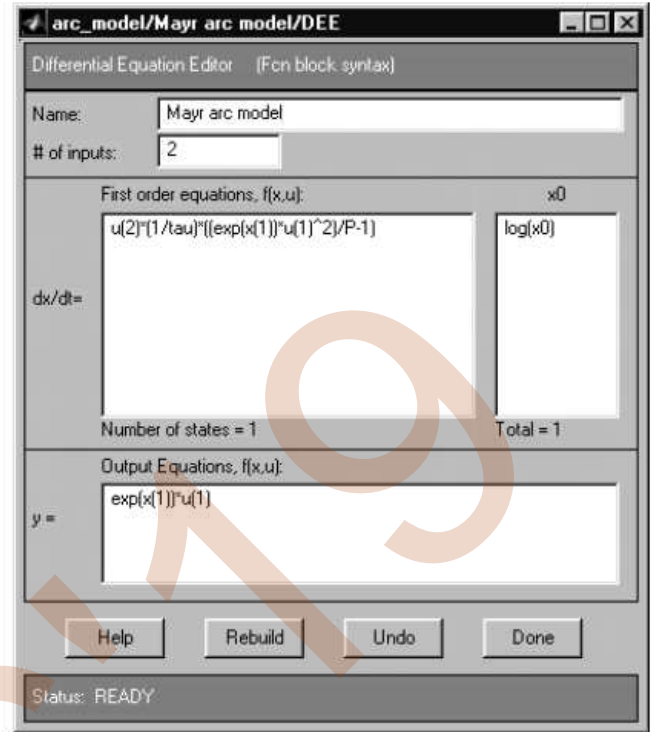 arc_model/Mayr arc model/DEE
Differential Equation Editor (Fcn block syntax)
Name: Mayr arc model
# of inputs: 2
First order equations, f(x,u): x0
u(2)*(1/tau)*((exp(x(1))*u(1)^2)/P-1) log(x0)
dx/dt=
Number of states = 1 Total = 1
Output Equations, f(x,u):
exp(x(1))*u(1)
y =
Help Rebuild Undo Done
Status: READY
'19